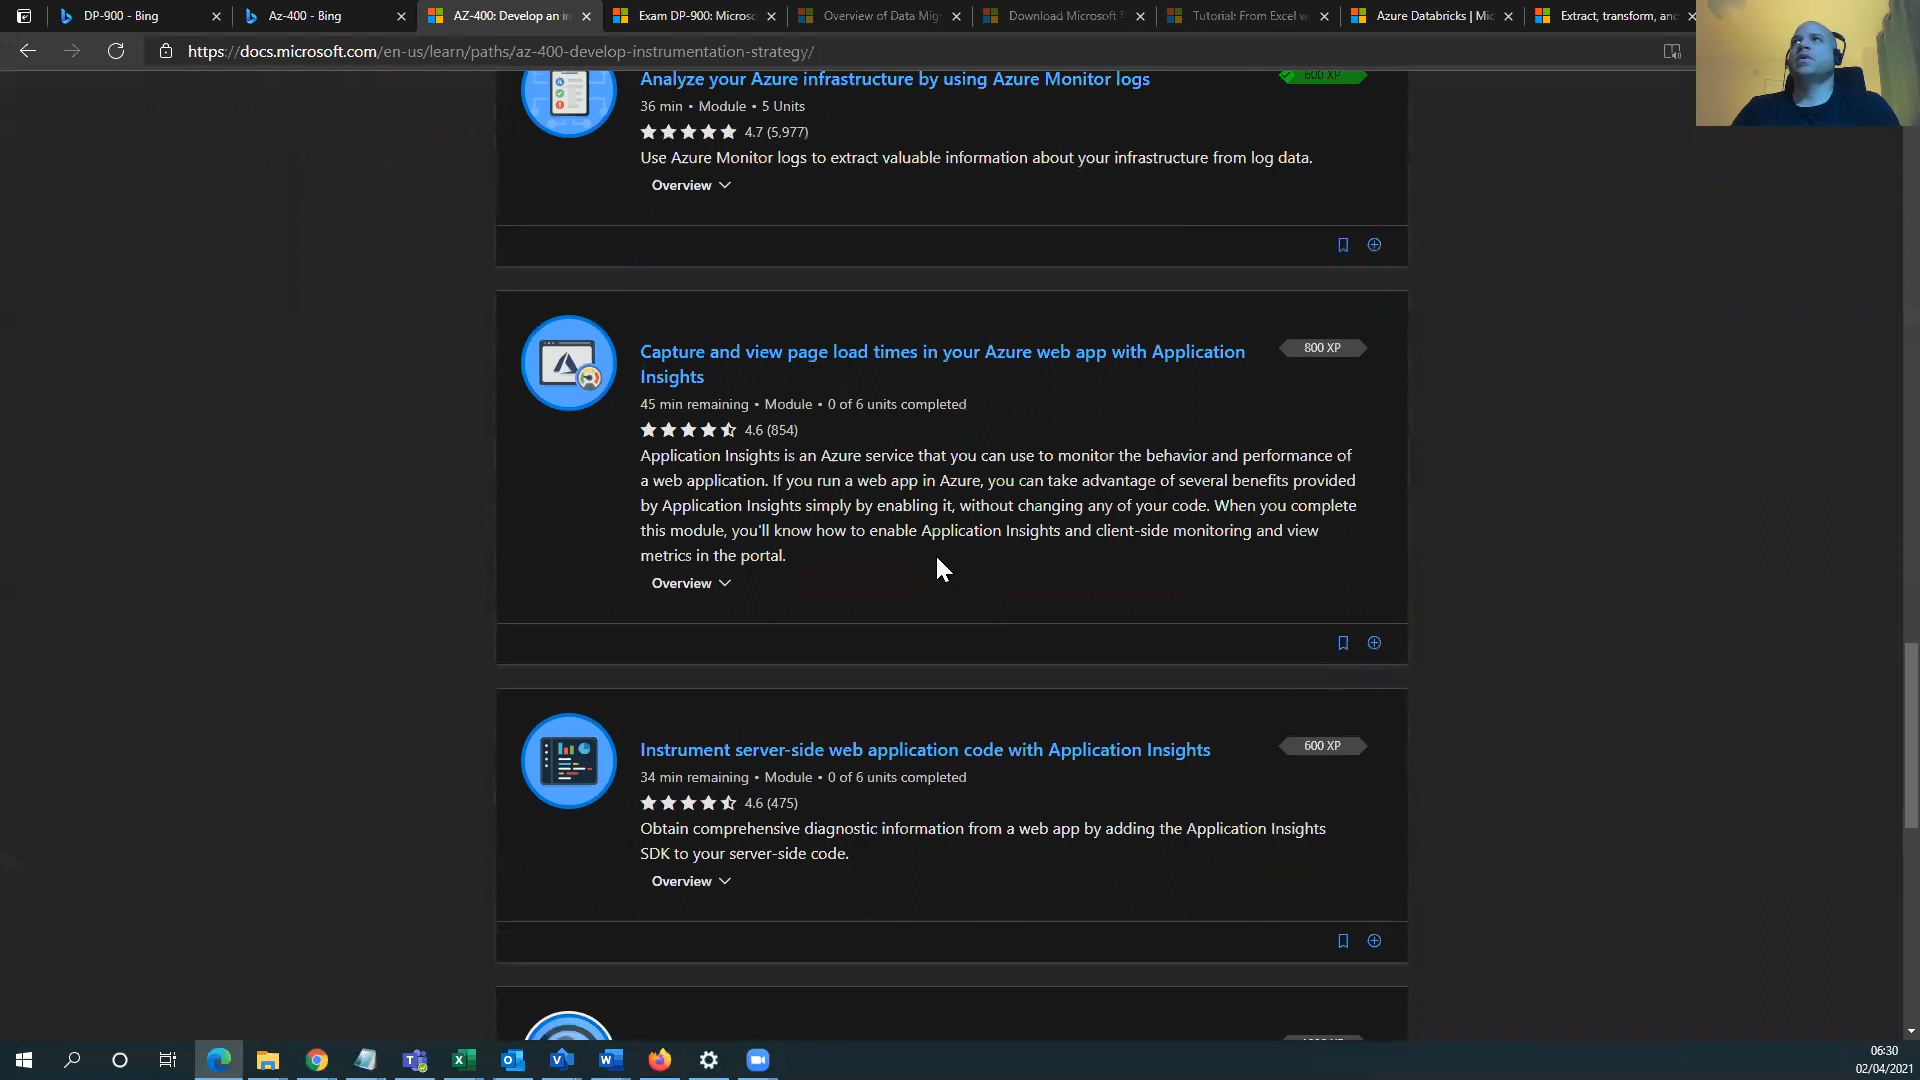 DP-900 - Bing
Az-400 - Bing
AZ-400: Develop an in
Exam DP-900: Micros
Overview of Data Mig
Download Microsoft
Tutorial: From Excel w
Azure Databricks | Mic
Extract, transform, an
https://docs.microsoft.com/en-us/learn/paths/az-400-develop-instrumentation-strategy/
Analyze your Azure infrastructure by using Azure Monitor logs
600 XP
36 min • Module • 5 Units
4.7 (5,977)
Use Azure Monitor logs to extract valuable information about your infrastructure from log data.
Overview
Capture and view page load times in your Azure web app with Application
Insights
800 XP
45 min remaining • Module • 0 of 6 units completed
4.6 (854)
Application Insights is an Azure service that you can use to monitor the behavior and performance of
a web application. If you run a web app in Azure, you can take advantage of several benefits provided
by Application Insights simply by enabling it, without changing any of your code. When you complete
this module, you'll know how to enable Application Insights and client-side monitoring and view
metrics in the portal.
Overview
Instrument server-side web application code with Application Insights
600 XP
34 min remaining • Module • 0 of 6 units completed
4.6 (475)
Obtain comprehensive diagnostic information from a web app by adding the Application Insights
SDK to your server-side code.
Overview
06:30
02/04/2021